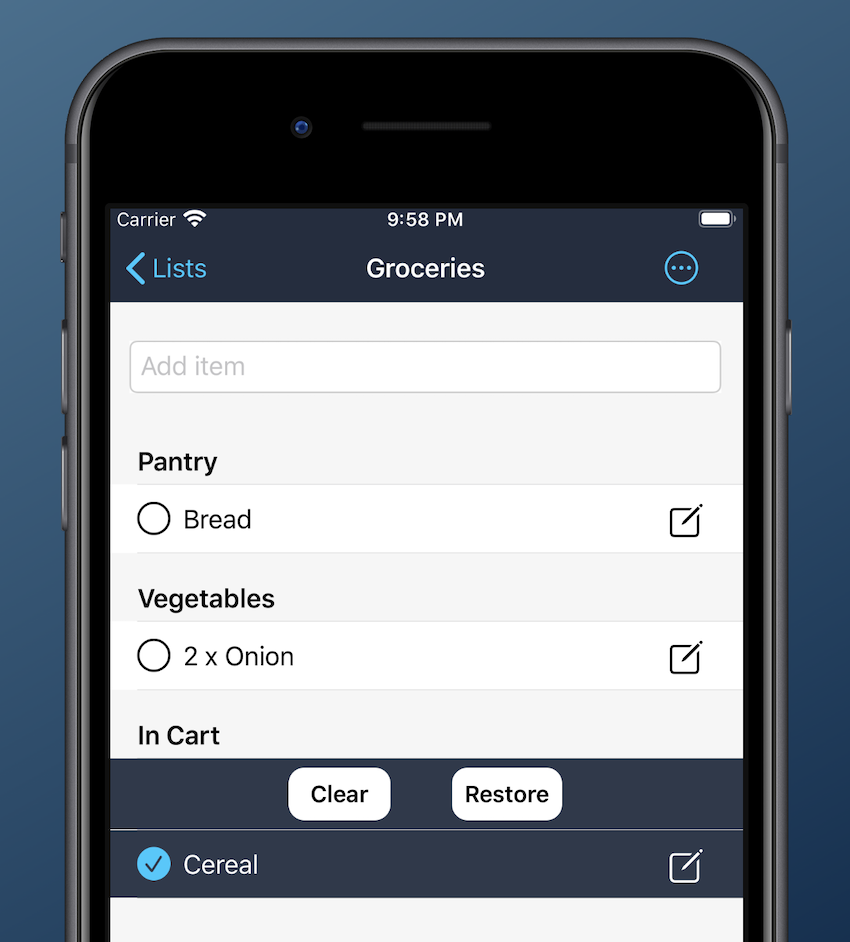 Carrier 9:58 PM
Lists Groceries
Add item
Pantry
Bread
Vegetables
2 x Onion
In Cart
Clear Restore
Cereal